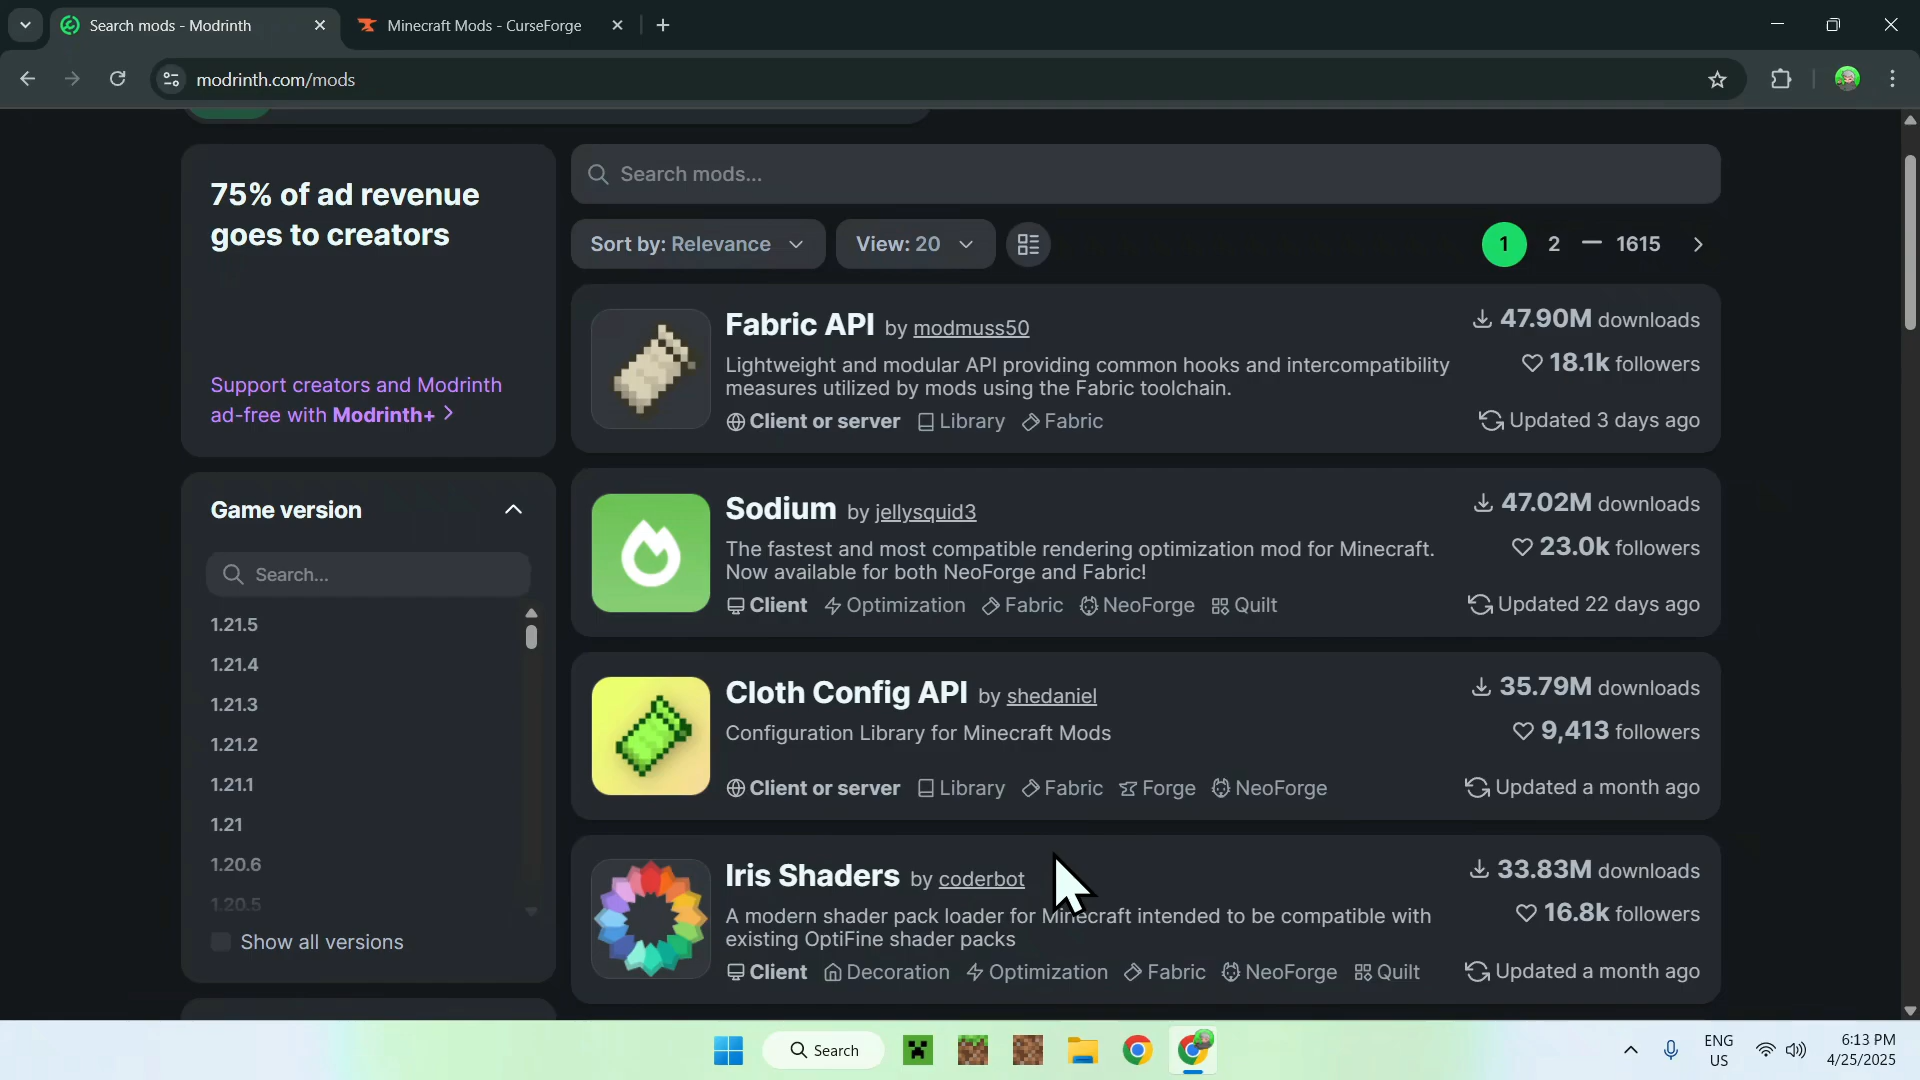 Search mods - Modrinth
Minecraft Mods - CurseForge
modrinth.com/mods
75% of ad revenue
goes to creators
Support creators and Modrinth
ad-free with Modrinth+
Game version
Search...
1.21.5
1.21.4
1.21.3
1.21.2
1.21.1
1.21
1.20.6
1.20.5
Show all versions
Search mods...
Sort by: Relevance
View: 20
1 2 1615
Fabric API by modmuss50
Lightweight and modular API providing common hooks and intercompatibility
measures utilized by mods using the Fabric toolchain.
Client or server Library Fabric
47.90M downloads
18.1k followers
Updated 3 days ago
Sodium by jellysquid3
The fastest and most compatible rendering optimization mod for Minecraft.
Now available for both NeoForge and Fabric!
Client Optimization Fabric NeoForge Quilt
47.02M downloads
23.0k followers
Updated 22 days ago
Cloth Config API by shedaniel
Configuration Library for Minecraft Mods
Client or server Library Fabric Forge NeoForge
35.79M downloads
9,413 followers
Updated a month ago
Iris Shaders by coderbot
A modern shader pack loader for Minecraft intended to be compatible with
existing OptiFine shader packs
Client Decoration Optimization Fabric NeoForge Quilt
33.83M downloads
16.8k followers
Updated a month ago
Search
ENG
US
6:13 PM
4/25/2025